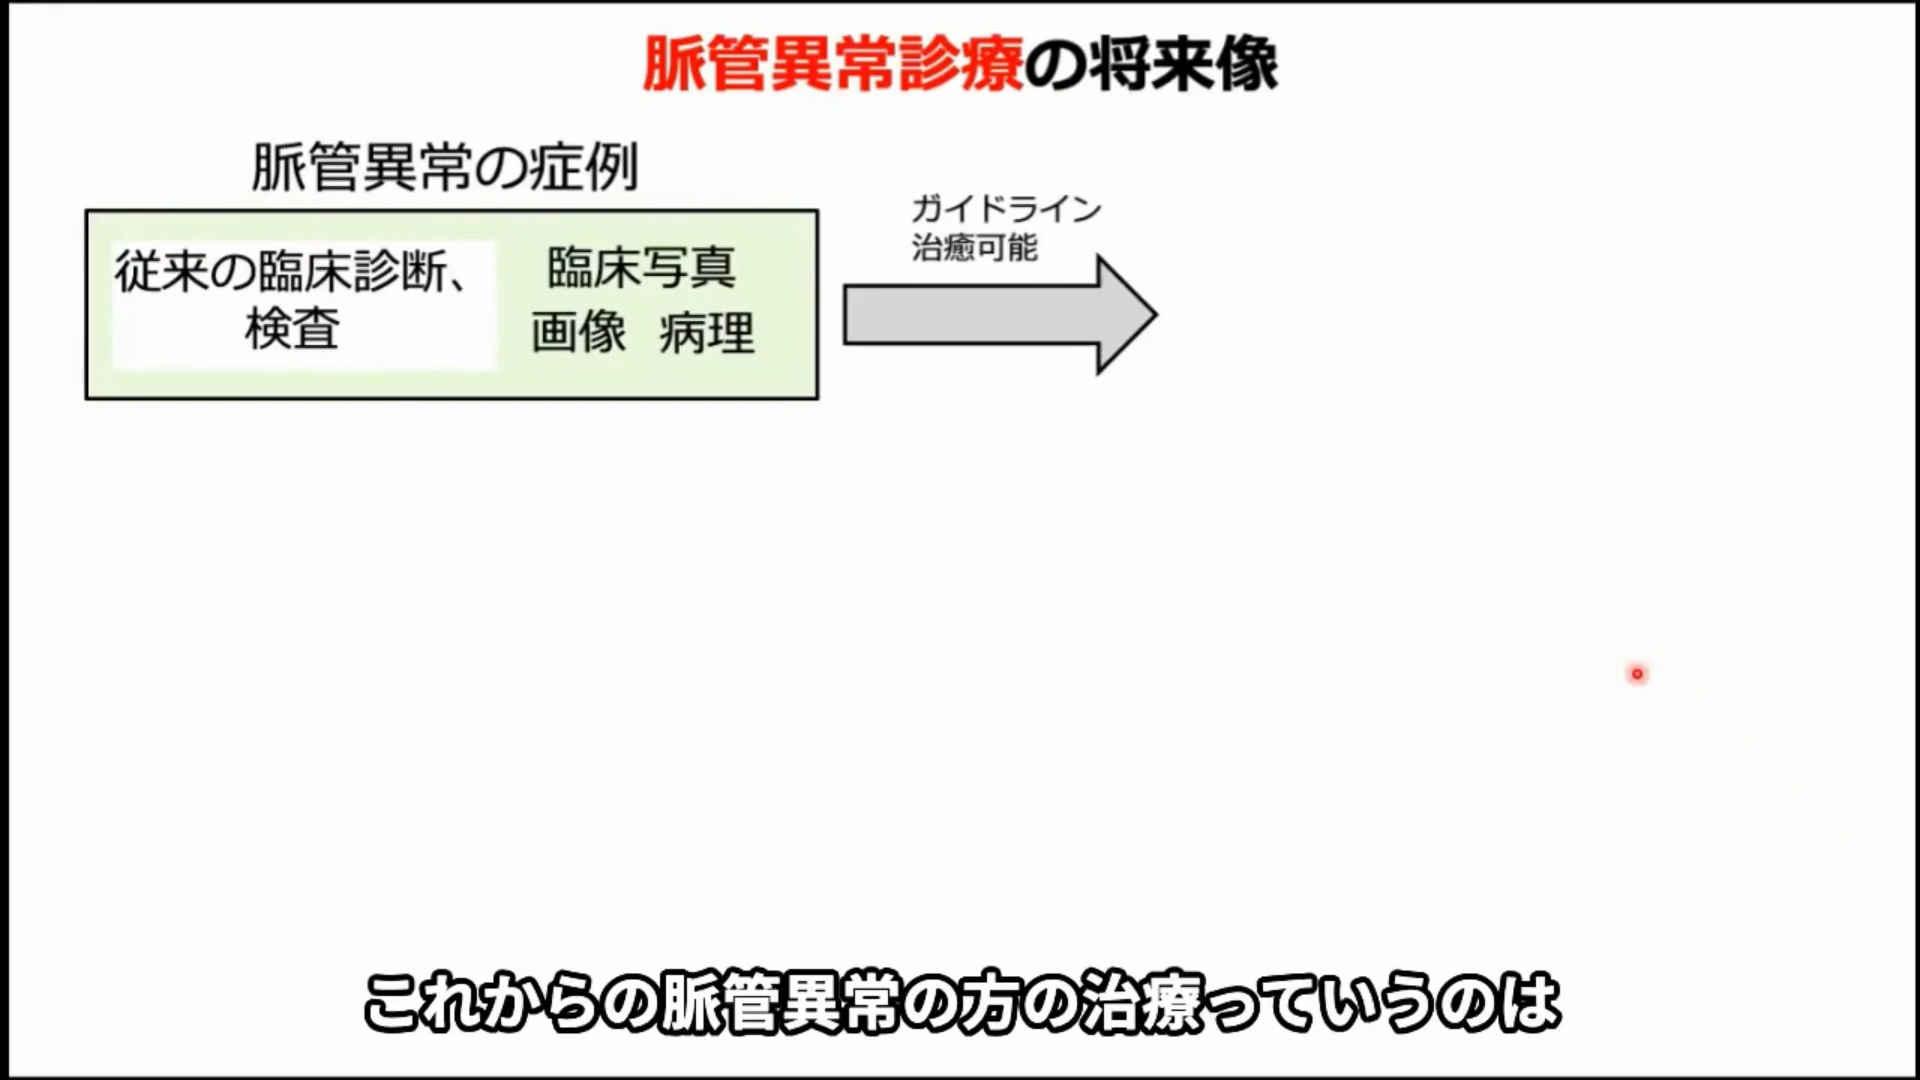 脈管異常診療の将来像
脈管異常の症例
従来の臨床診断、
検査
臨床写真
画像 病理
ガイドライン
治癒可能
これからの脈管異常の方の治療っていうのは